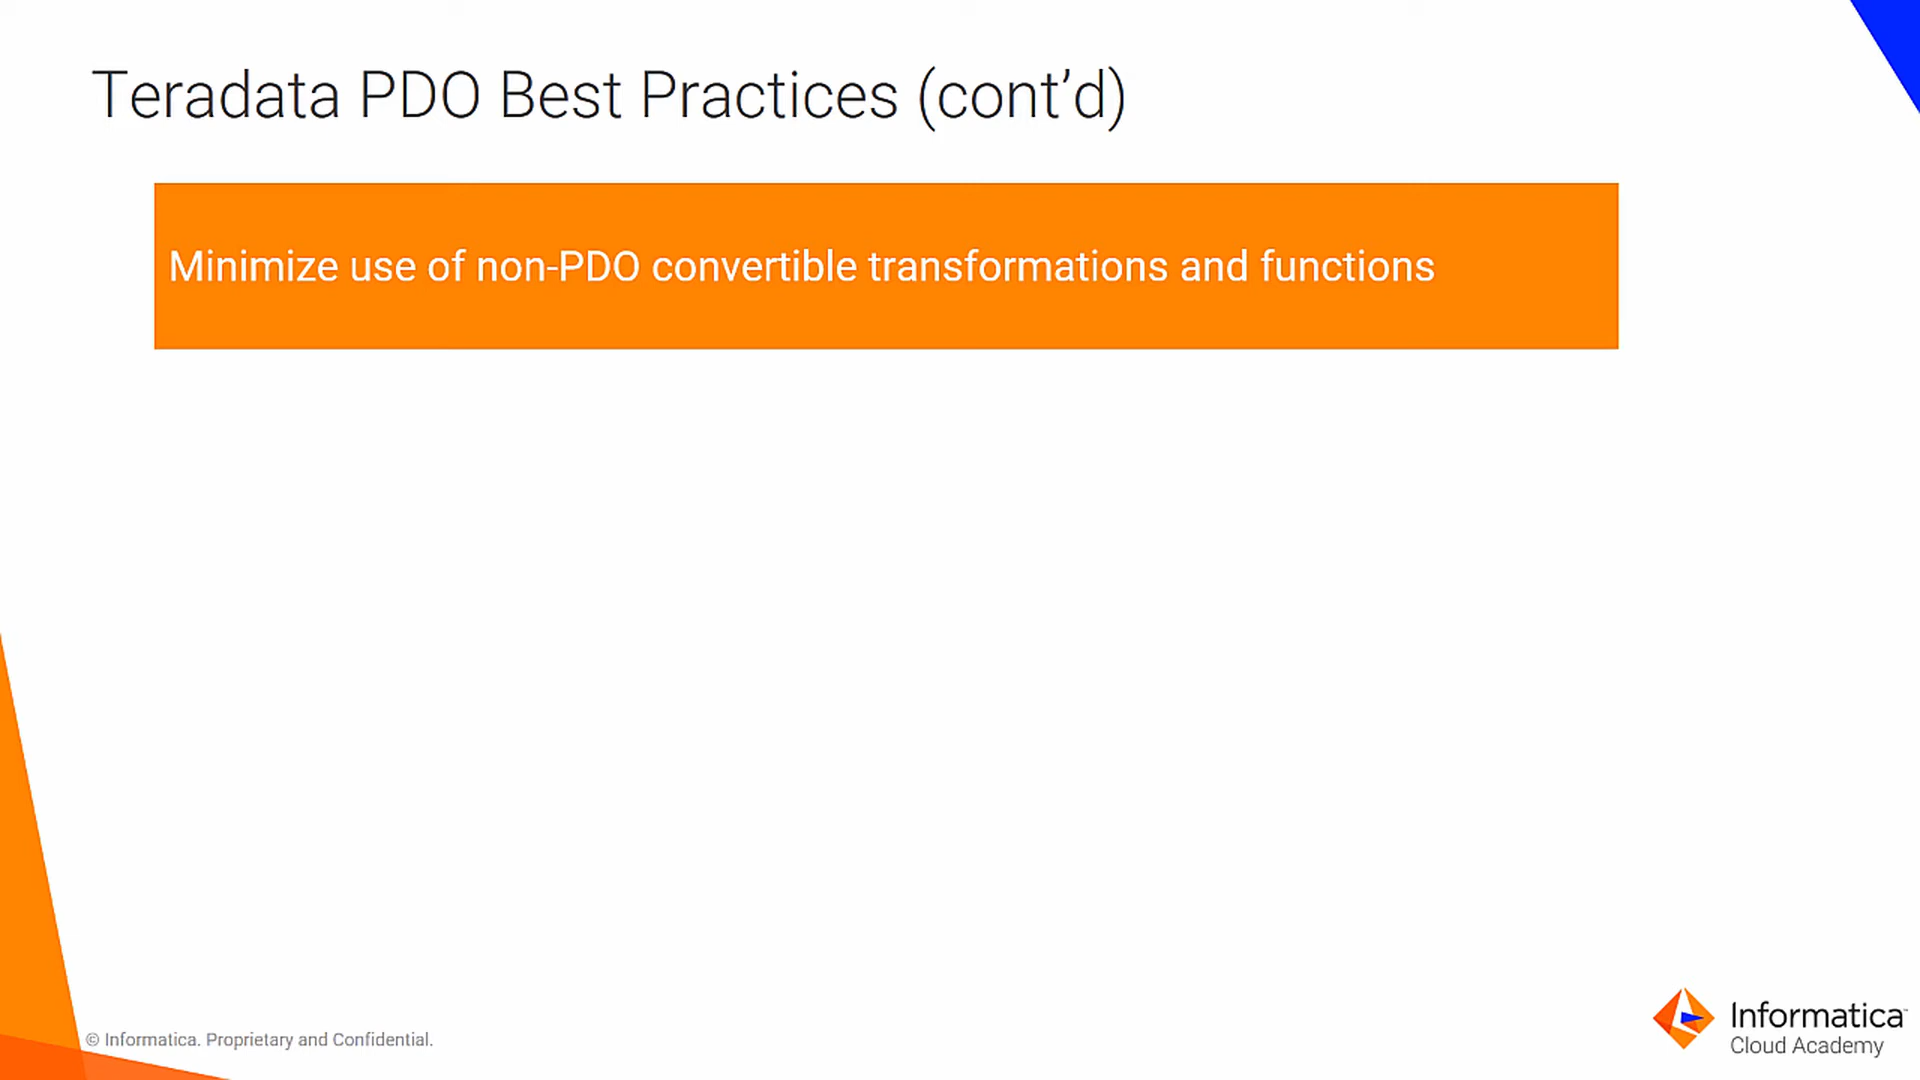 Teradata PDO Best Practices (cont’d)
Minimize use of non-PDO convertible transformations and functions
© Informatica. Proprietary and Confidential.
Informatica™
Cloud Academy